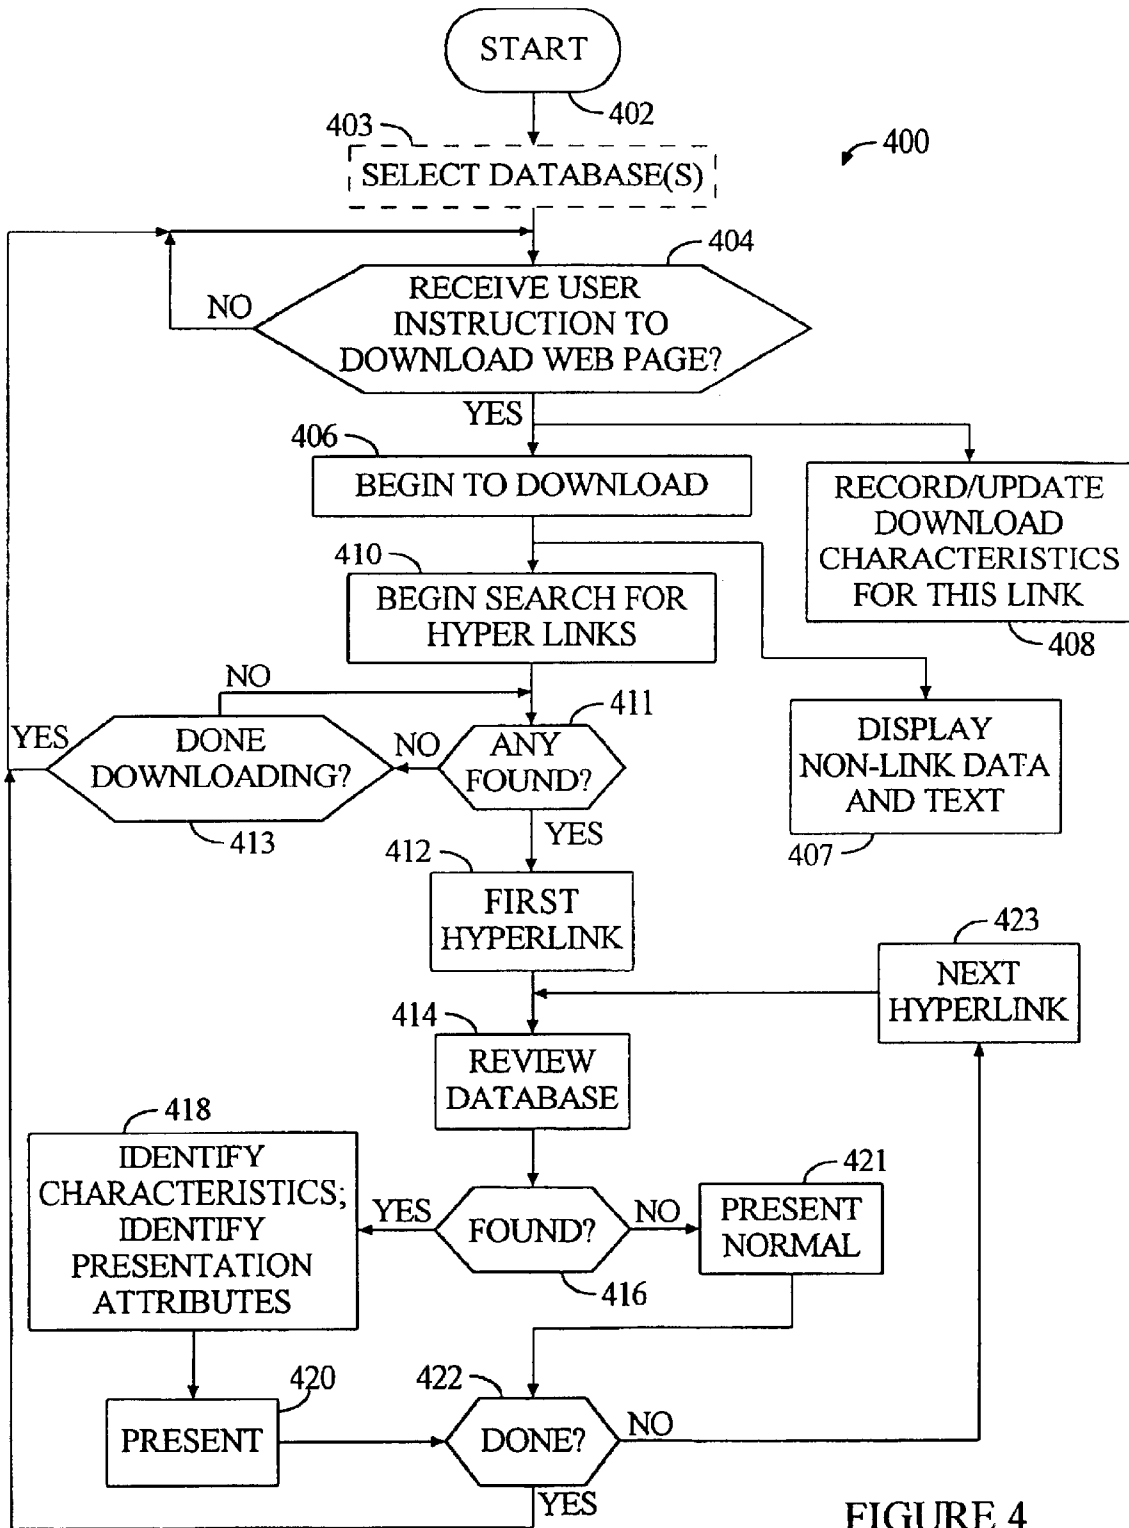 START
402
403
400
SELECT DATABASE(S)
404
RECEIVE USER
INSTRUCTION TO
DOWNLOAD WEB PAGE?
NO
YES
406
BEGIN TO DOWNLOAD
RECORD/UPDATE
DOWNLOAD
CHARACTERISTICS
FOR THIS LINK
408
410
BEGIN SEARCH FOR
HYPER LINKS
NO
411
YES
DONE
DOWNLOADING?
413
NO
ANY
FOUND?
YES
DISPLAY
NON-LINK DATA
AND TEXT
407
412
FIRST
HYPERLINK
423
NEXT
HYPERLINK
414
REVIEW
DATABASE
418
IDENTIFY
CHARACTERISTICS;
IDENTIFY
PRESENTATION
ATTRIBUTES
YES
FOUND?
416
NO
421
PRESENT
NORMAL
420
PRESENT
422
DONE?
NO
YES
FIGURE 4